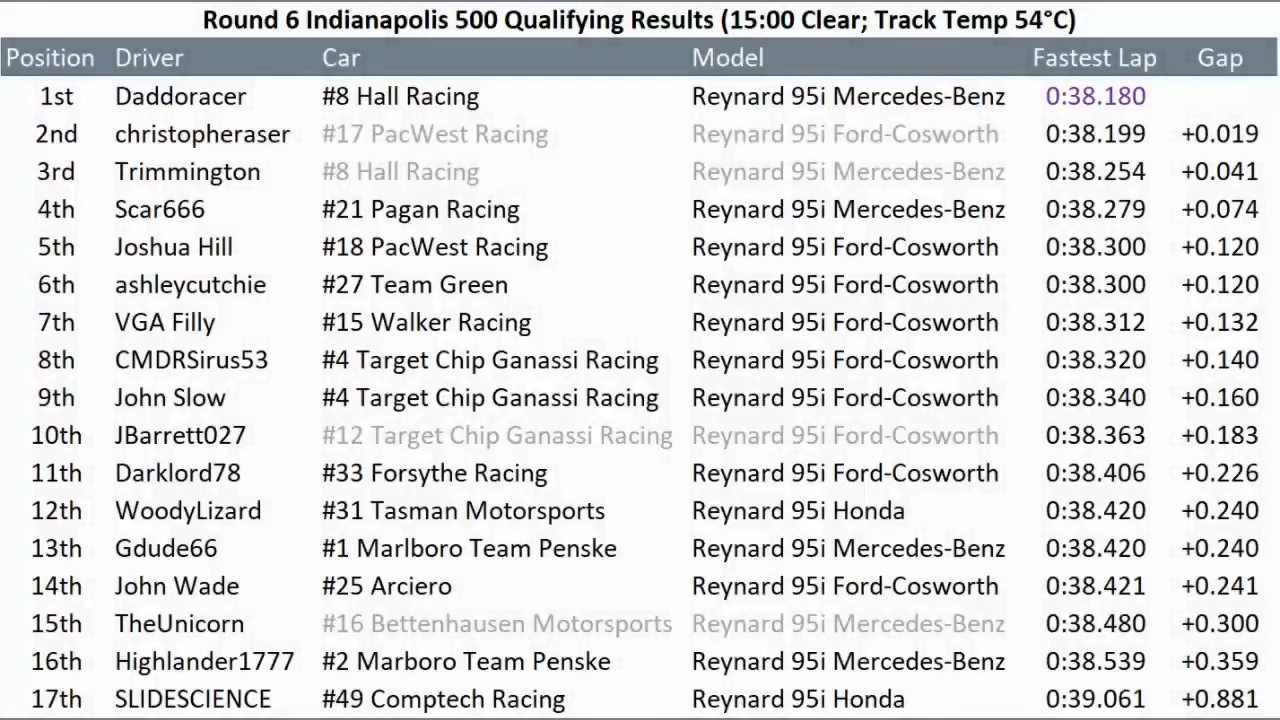 Round 6 Indianapolis 500 Qualifying Results (15:00 Clear; Track Temp 54°C)
Position Driver Car Model Fastest Lap Gap
1st Daddoracer #8 Hall Racing Reynard 95i Mercedes-Benz 0:38.180
2nd christopheraser #17 PacWest Racing Reynard 95i Ford-Cosworth 0:38.199 +0.019
3rd Trimmington #8 Hall Racing Reynard 95i Mercedes-Benz 0:38.254 +0.041
4th Scar666 #21 Pagan Racing Reynard 95i Mercedes-Benz 0:38.279 +0.074
5th Joshua Hill #18 PacWest Racing Reynard 95i Ford-Cosworth 0:38.300 +0.120
6th ashleycutchie #27 Team Green Reynard 95i Ford-Cosworth 0:38.300 +0.120
7th VGA Filly #15 Walker Racing Reynard 95i Ford-Cosworth 0:38.312 +0.132
8th CMDRSirus53 #4 Target Chip Ganassi Racing Reynard 95i Ford-Cosworth 0:38.320 +0.140
9th John Slow #4 Target Chip Ganassi Racing Reynard 95i Ford-Cosworth 0:38.340 +0.160
10th JBarrett027 #12 Target Chip Ganassi Racing Reynard 95i Ford-Cosworth 0:38.363 +0.183
11th Darklord78 #33 Forsythe Racing Reynard 95i Ford-Cosworth 0:38.406 +0.226
12th WoodyLizard #31 Tasman Motorsports Reynard 95i Honda 0:38.420 +0.240
13th Gdude66 #1 Marlboro Team Penske Reynard 95i Mercedes-Benz 0:38.420 +0.240
14th John Wade #25 Arciero Reynard 95i Ford-Cosworth 0:38.421 +0.241
15th TheUnicorn #16 Bettenhausen Motorsports Reynard 95i Mercedes-Benz 0:38.480 +0.300
16th Highlander1777 #2 Marboro Team Penske Reynard 95i Mercedes-Benz 0:38.539 +0.359
17th SLIDESCIENCE #49 Comptech Racing Reynard 95i Honda 0:39.061 +0.881